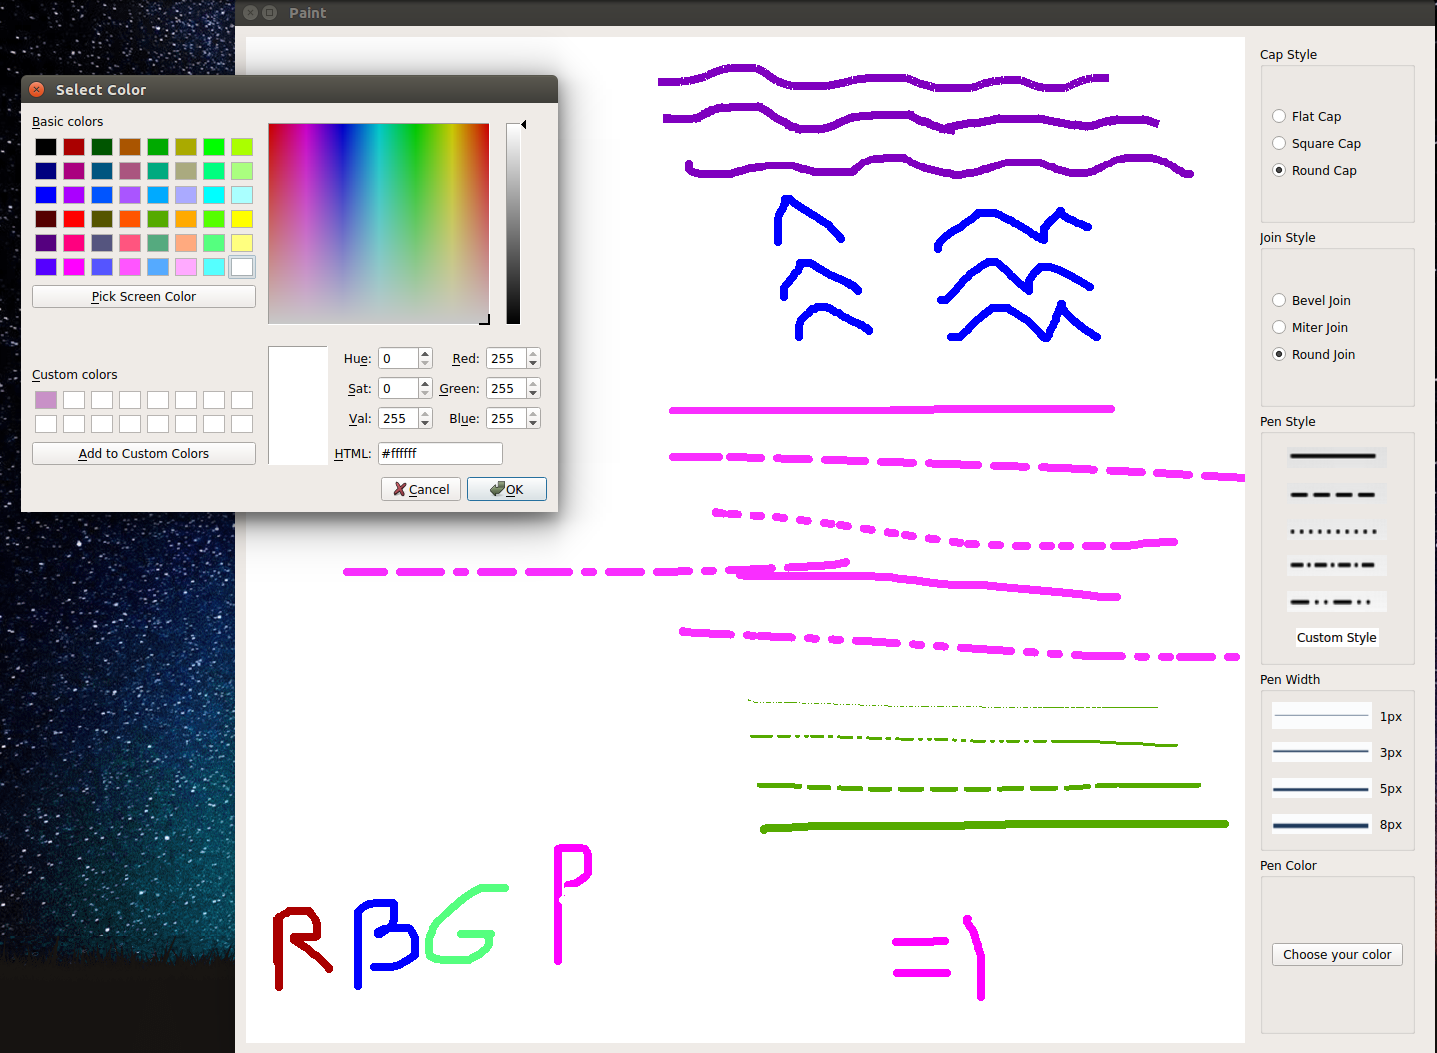 Paint
Select Color
Basic colors
Pick Screen Color
Custom colors
Add to Custom Colors
Hue: 0 Red: 255
Sat: 0 Green: 255
Val: 255 Blue: 255
HTML: #ffffff
Cancel OK
Cap Style
Flat Cap
Square Cap
Round Cap
Join Style
Bevel Join
Miter Join
Round Join
Pen Style
Custom Style
Pen Width
1px
3px
5px
8px
Pen Color
Choose your color
R B G P